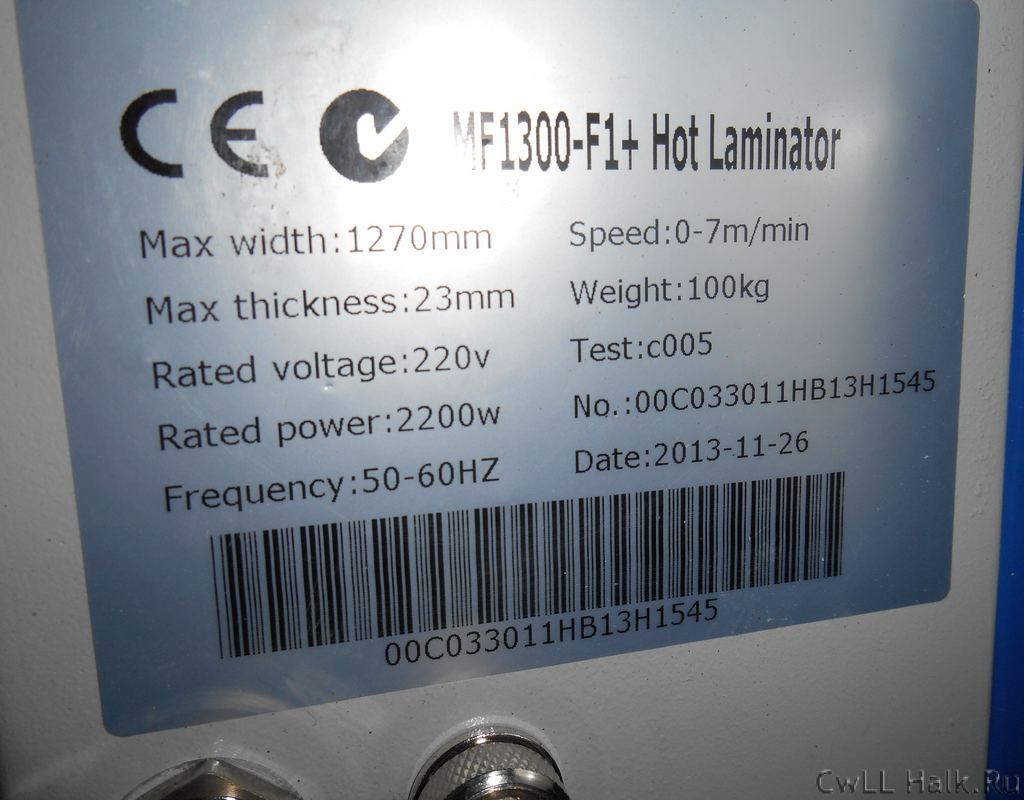 CE MF1300-F1+ Hot Laminator
Max width:1270mm Speed:0-7m/min
Max thickness:23mm Weight:100kg
Rated voltage:220v Test:c005
Rated power:2200w No.:00C033011HB13H1545
Frequency:50-60HZ Date:2013-11-26
00C033011HB13H1545
CwLL Halk.Ru